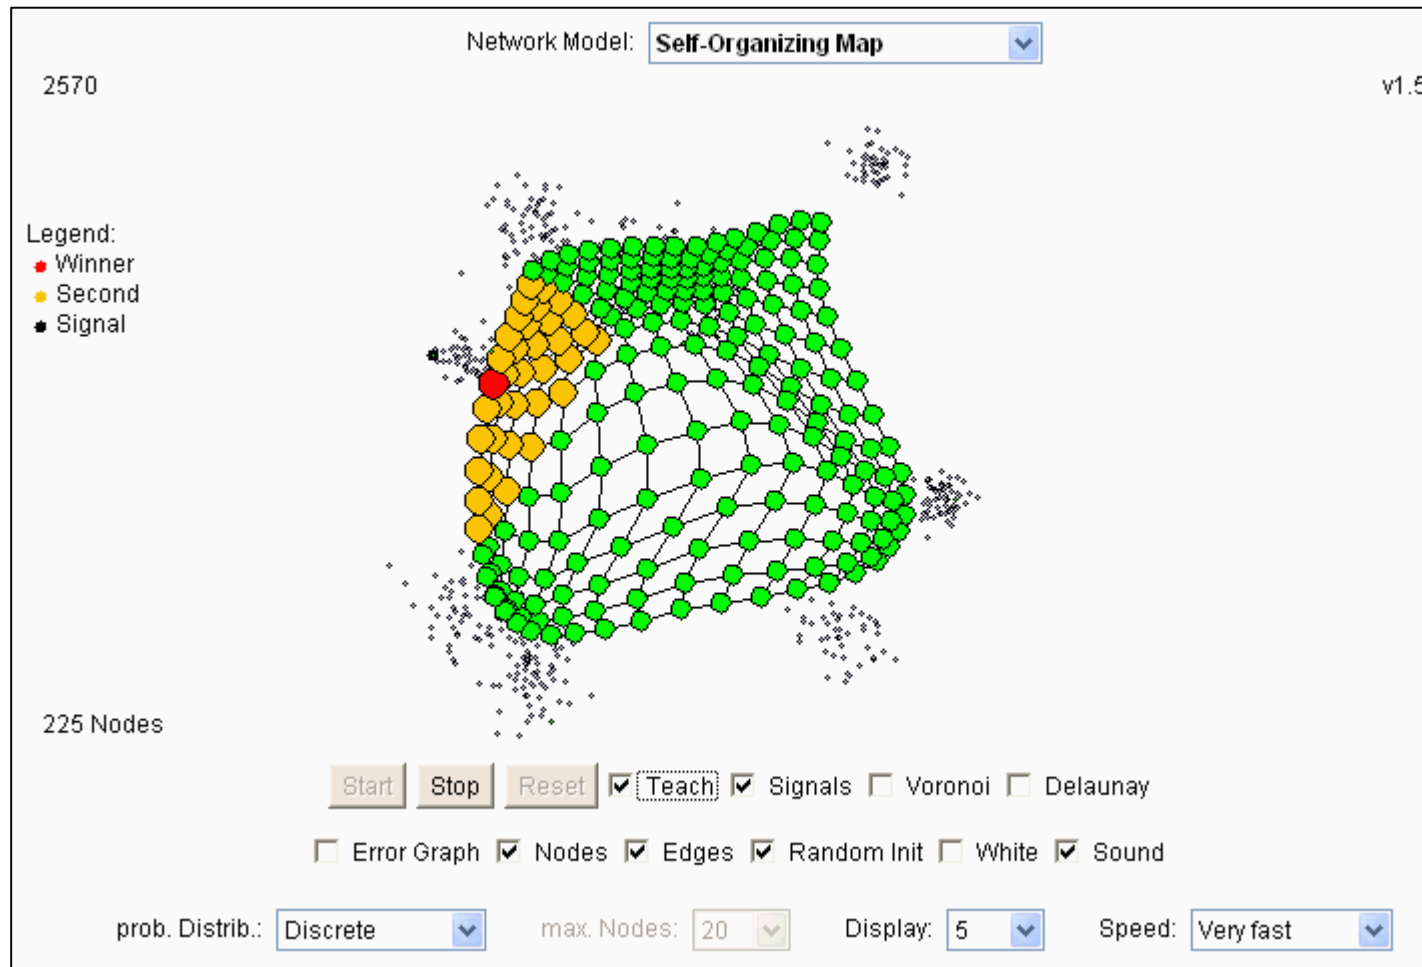 Network Model: Self-Organizing Map
2570 v1.5
Legend:
Winner
Second
Signal
225 Nodes
Start Stop Reset Teach Signals Voronoi Delaunay
Error Graph Nodes Edges Random Init White Sound
prob. Distrib.: Discrete max. Nodes: 20 Display: 5 Speed: Very fast